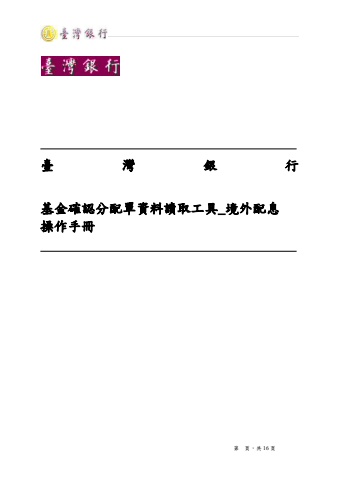 臺灣銀行
臺灣銀行
臺灣銀行
基金確認分配單資料讀取工具_境外配息
操作手冊
第 頁，共 16 頁